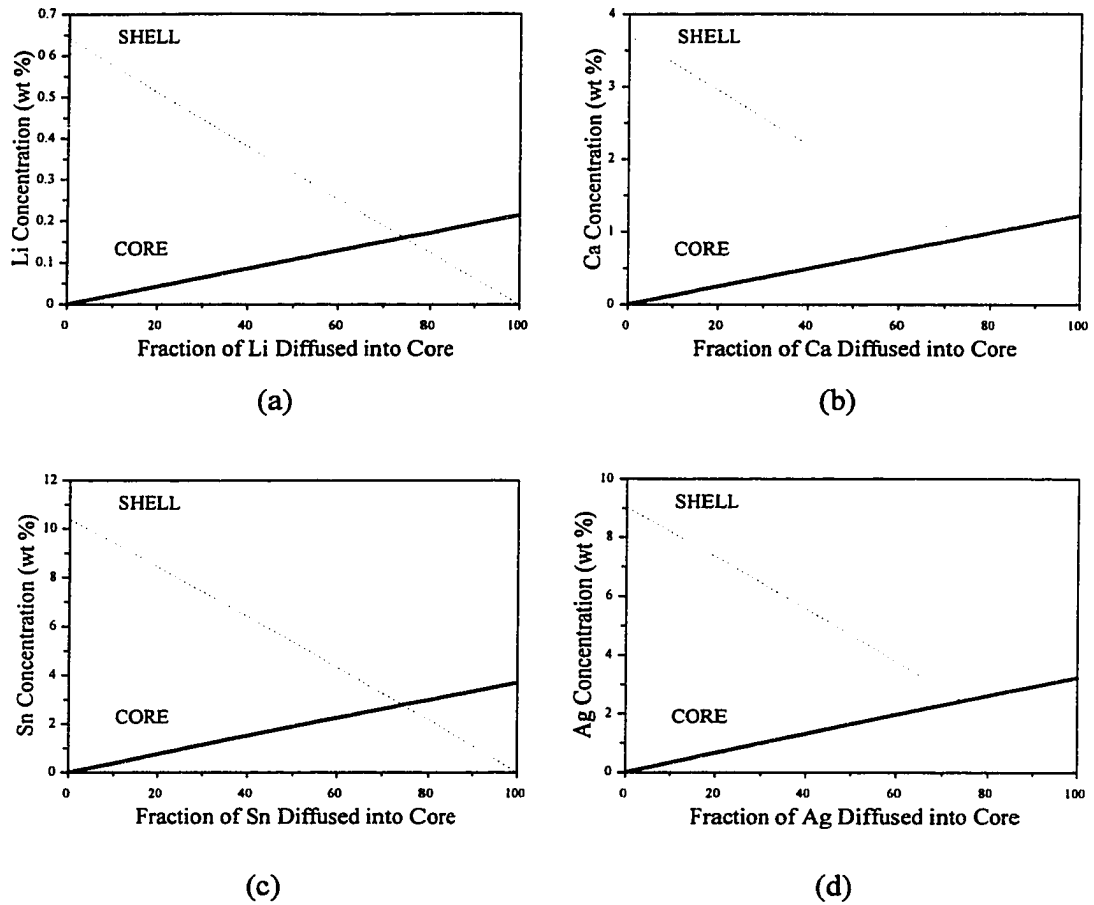 Li Concentration (wt %)
0.7
0.6
0.5
0.4
0.3
0.2
0.1
0
SHELL
CORE
0 20 40 60 80 100
Fraction of Li Diffused into Core
(a)
Ca Concentration (wt %)
4
3
2
1
0
SHELL
CORE
0 20 40 60 80 100
Fraction of Ca Diffused into Core
(b)
Sn Concentration (wt %)
12
10
8
6
4
2
0
SHELL
CORE
0 20 40 60 80 100
Fraction of Sn Diffused into Core
(c)
Ag Concentration (wt %)
10
8
6
4
2
0
SHELL
CORE
0 20 40 60 80 100
Fraction of Ag Diffused into Core
(d)